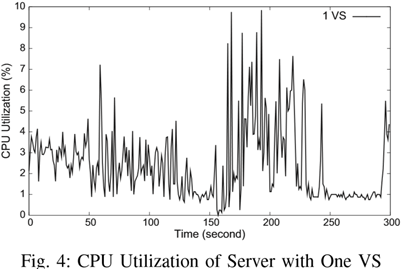 1 VS
CPU Utilization (%)
10
9
8
7
6
5
4
3
2
1
0
0 50 100 150 200 250 300
Time (second)
Fig. 4: CPU Utilization of Server with One VS